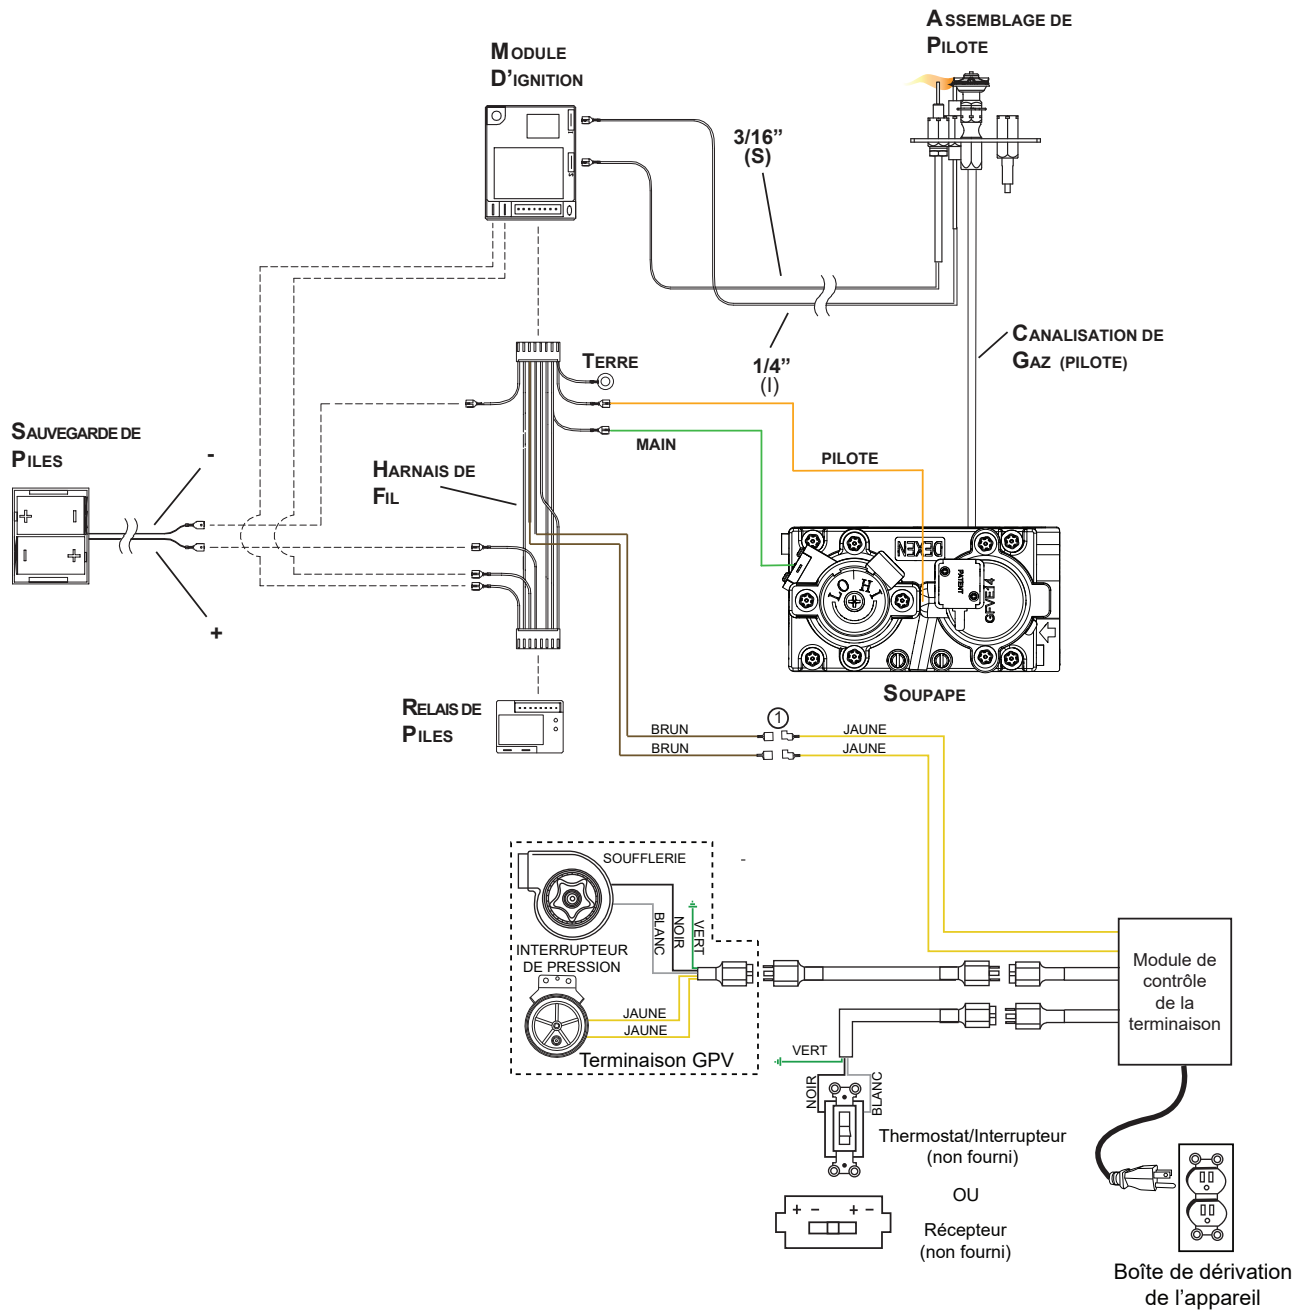 ASSEMBLAGE DE
PILOTE
MODULE
D'IGNITION
3/16”
(S)
1/4”
(I)
CANALISATION DE
GAZ (PILOTE)
TERRE
MAIN
PILOTE
SAUVEGARDE DE
PILES
-
+
+ -
- +
HARNAIS DE
FIL
DEXEN
LO HI
PATENT
GFVE14
SOUPAPE
RELAIS DE
PILES
1
BRUN
JAUNE
BRUN
JAUNE
SOUFFLERIE
-
BLANC
NOIR
VERT
INTERRUPTEUR
DE PRESSION
JAUNE
JAUNE
Terminaison GPV
Module de
contrôle
de la
terminaison
VERT
NOIR
BLANC
Thermostat/Interrupteur
(non fourni)
OU
+ - + -
Récepteur
(non fourni)
Boîte de dérivation
de l'appareil